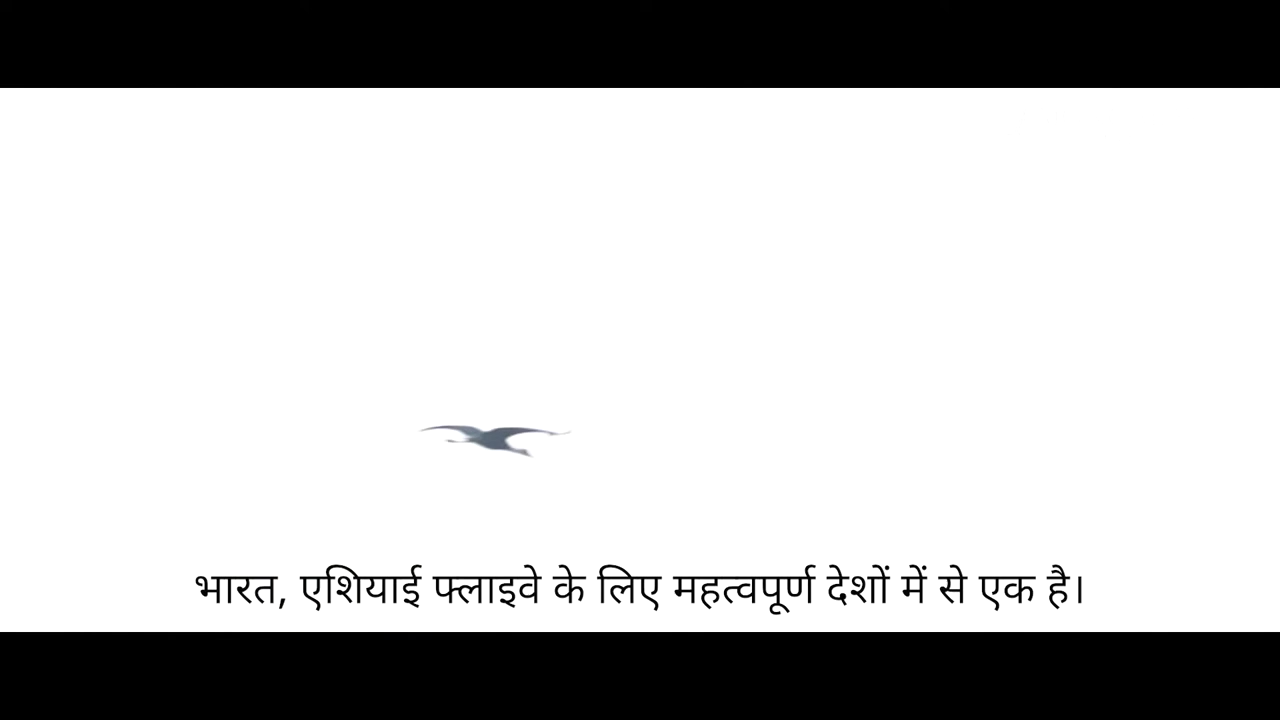 भारत, एशियाई फ्लाइवे के लिए महत्वपूर्ण देशों में से एक है।